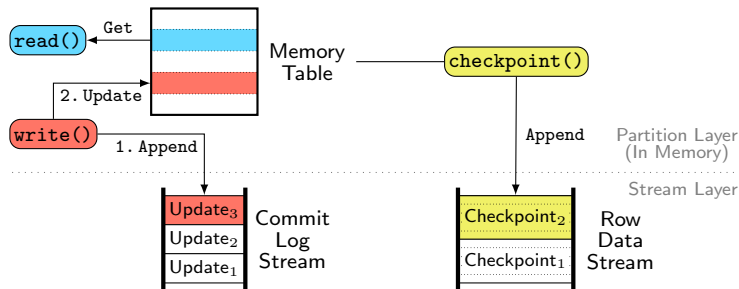 read()
Get
Memory
Table
checkpoint()
2. Update
write()
1. Append
Append
Partition Layer
(In Memory)
Stream Layer
Update₃
Update₂
Update₁
Commit
Log
Stream
Checkpoint₂
Checkpoint₁
Row
Data
Stream